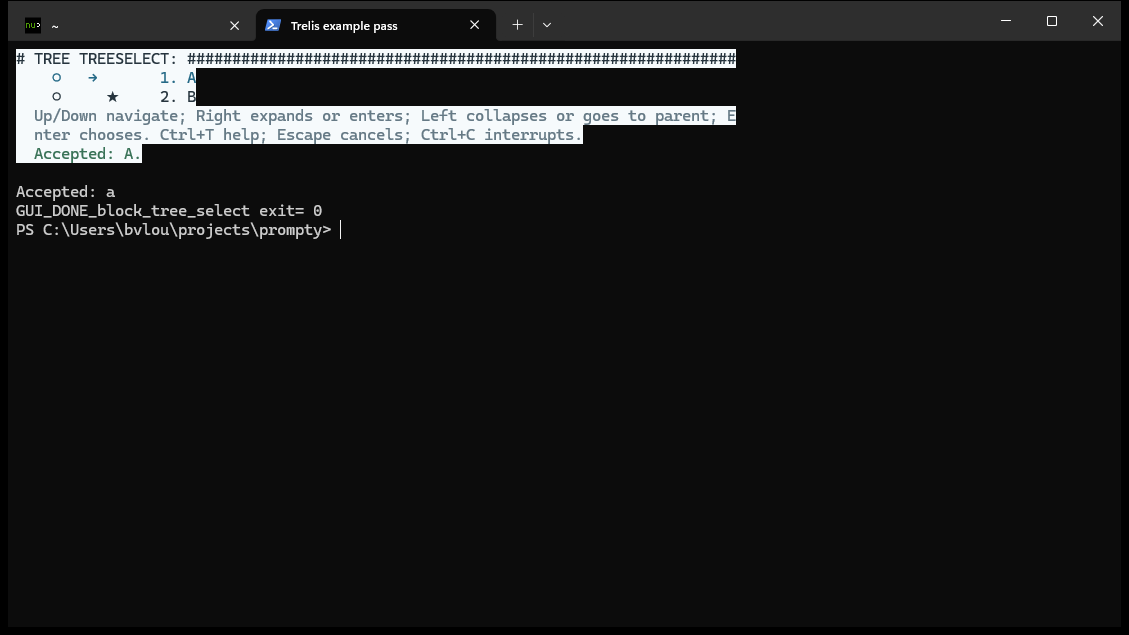 nu> ~
Trelis example pass
# TREE TREESELECT: #############################################################
○ → 1. A
○ ★ 2. B
Up/Down navigate; Right expands or enters; Left collapses or goes to parent; E
nter chooses. Ctrl+T help; Escape cancels; Ctrl+C interrupts.
Accepted: A.
Accepted: a
GUI_DONE_block_tree_select exit= 0
PS C:\Users\bvlou\projects\prompty>